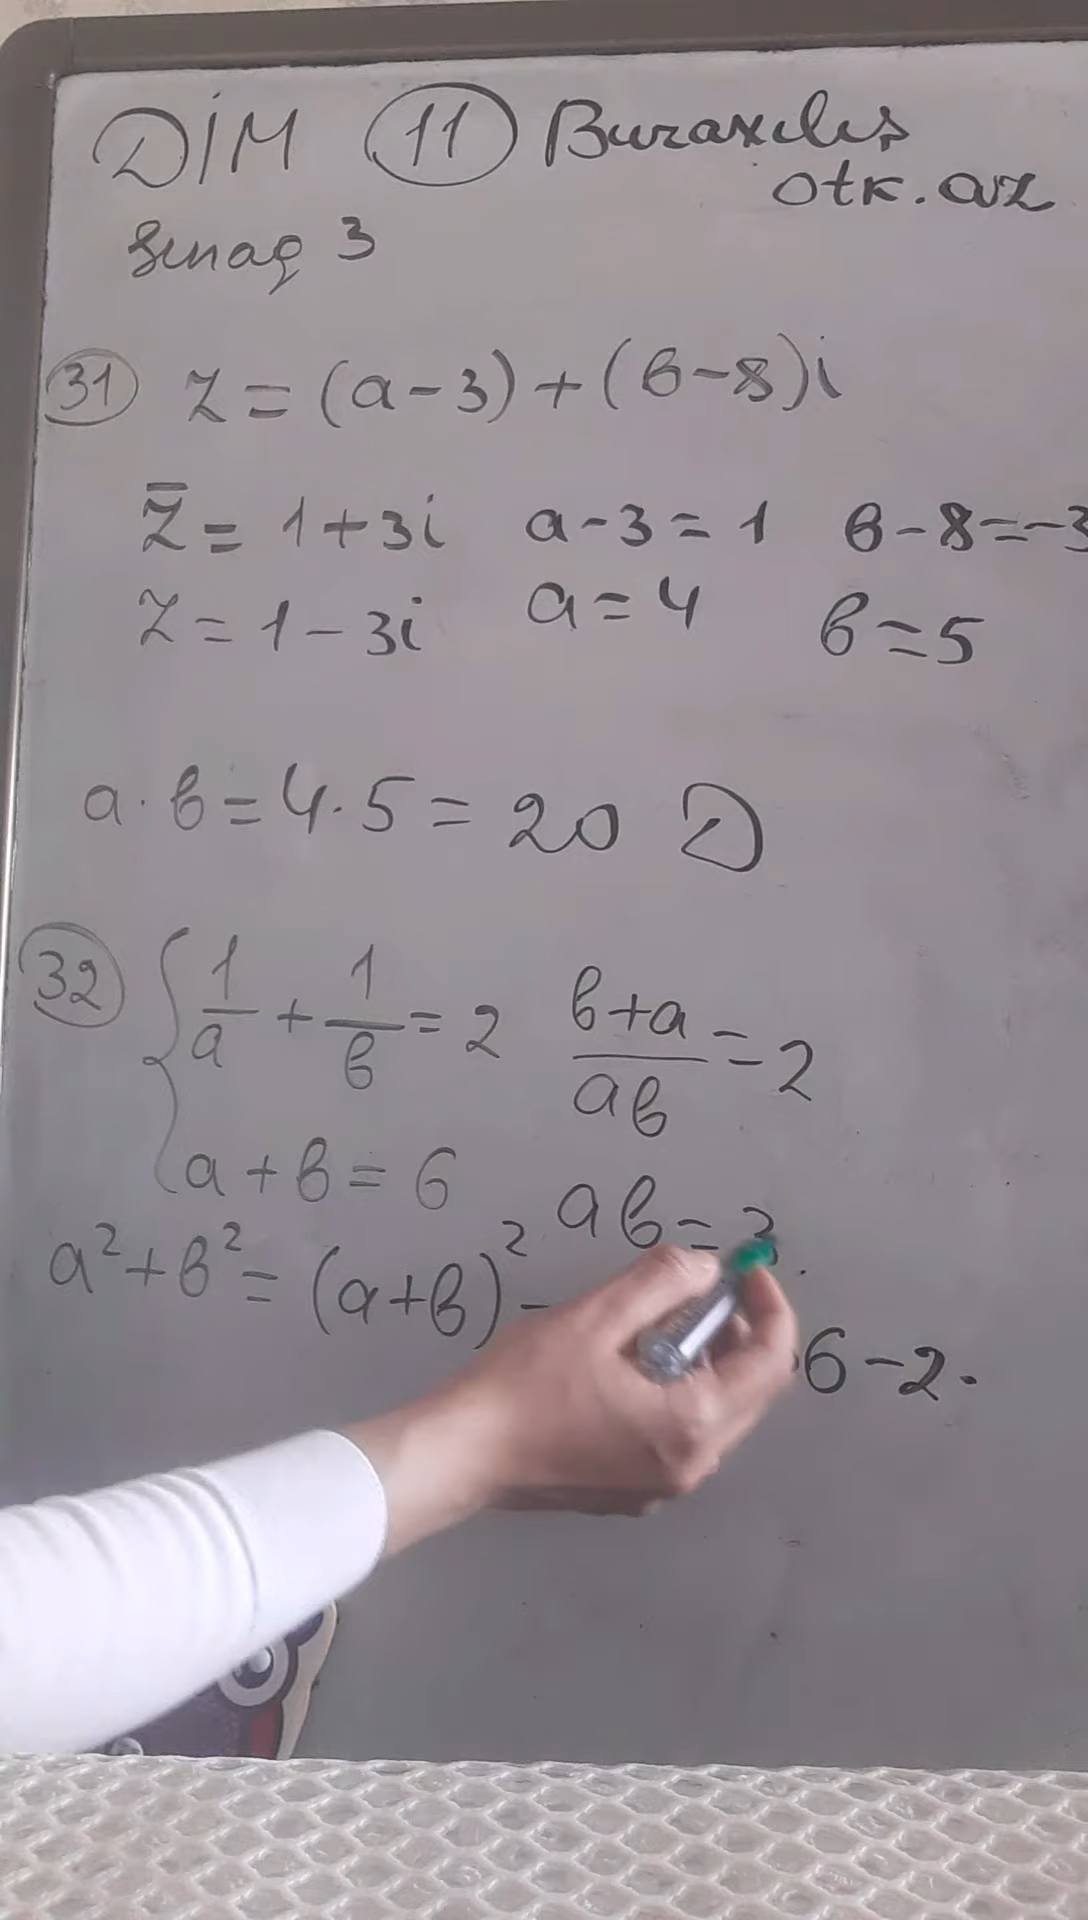 DİM 11 Buraxılış
otk.az
Sınaq 3
31 z = (a-3)+(b-8)i
z̅ = 1+3i a-3=1 b-8=-3
z = 1-3i a=4 b=5
a·b=4·5=20 D
32 { 1/a + 1/b = 2 (b+a)/ab = 2
a+b=6 ab=3
a²+b²=(a+b)²- 6-2·